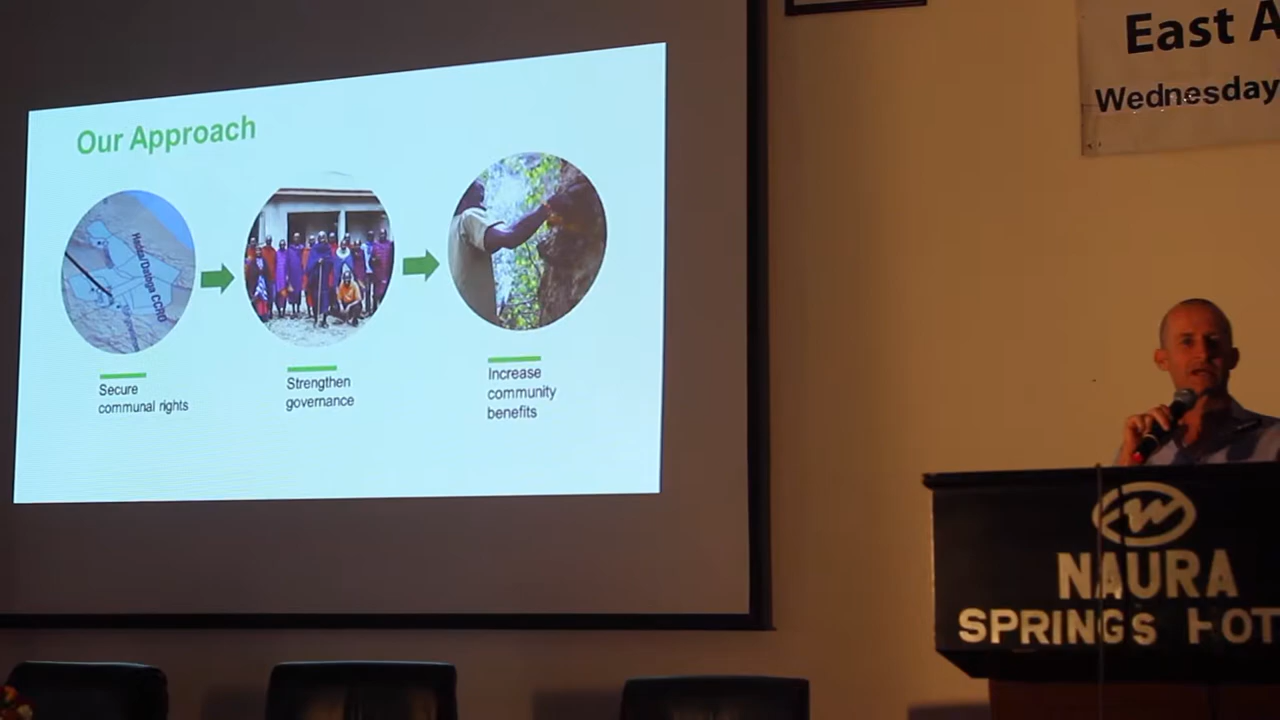 Our Approach
Hadza/Datoga CCRO
Secure
communal rights
Strengthen
governance
Increase
community
benefits
East A
Wednesday
NAURA
SPRINGS HOT